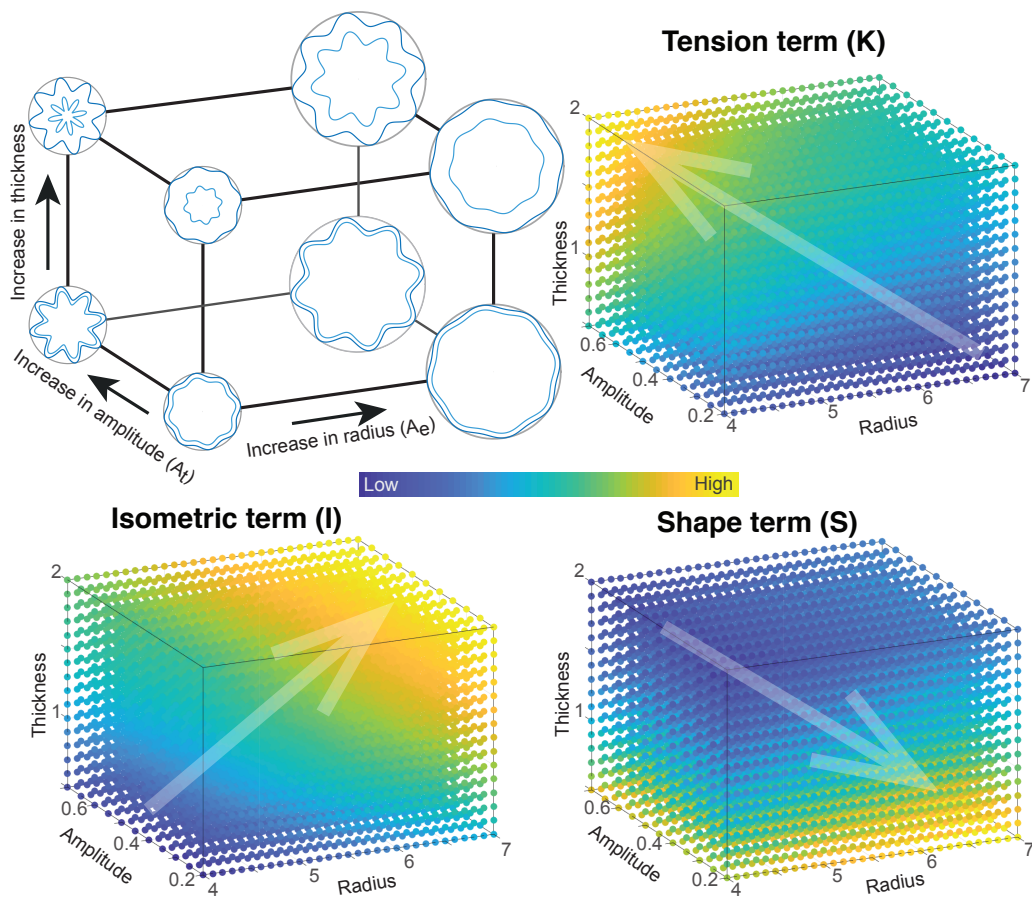 Tension term (K)
Increase in thickness
Increase in amplitude (At)
Increase in radius (Ae)
2
1
Thickness
0.6
0.4
0.2
Amplitude
4
5
6
7
Radius
Low
High
Isometric term (I)
2
1
Thickness
0.6
0.4
0.2
Amplitude
4
5
6
7
Radius
Shape term (S)
2
1
Thickness
0.6
0.4
0.2
Amplitude
4
5
6
7
Radius